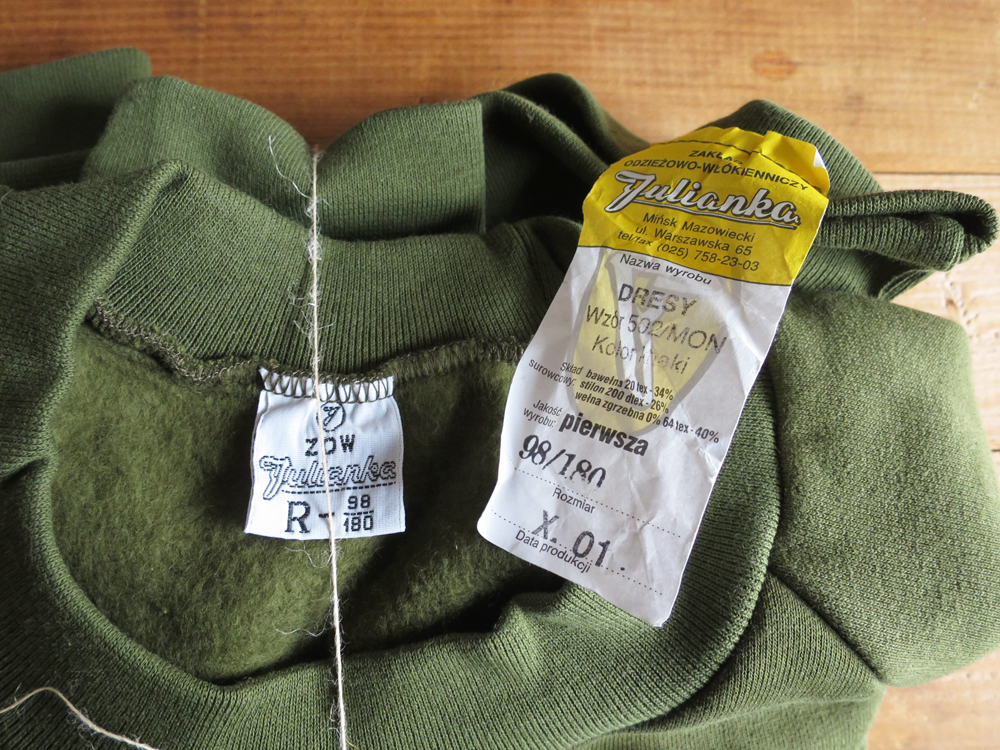 ZOW
Julianka
R-98/180
ODZIEŻOWO-WŁÓKIENNICZY
Julianka
Mińsk Mazowiecki
ul. Warszawska 65
tel/fax (025) 758-23-03
Nazwa wyrobu
DRESY
Wzór 502/MON
Kolor khaki
Skład bawełna 20 tex - 34%
surowcowy: stilon 200 dtex - 26%
wełna zgrzebna 0% 64 tex - 40%
Jakość
wyrobu: pierwsza
98/180
Rozmiar
X. 01.
Data produkcji